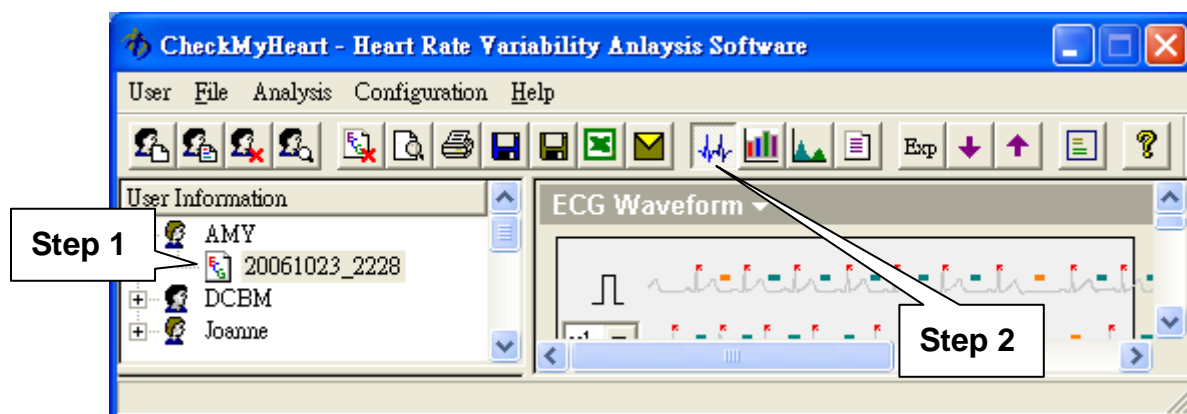 CheckMyHeart - Heart Rate Variability Anlaysis Software
User File Analysis Configuration Help
Exp
User Information
ECG Waveform
Step 1
AMY
20061023_2228
DCBM
Joanne
Step 2